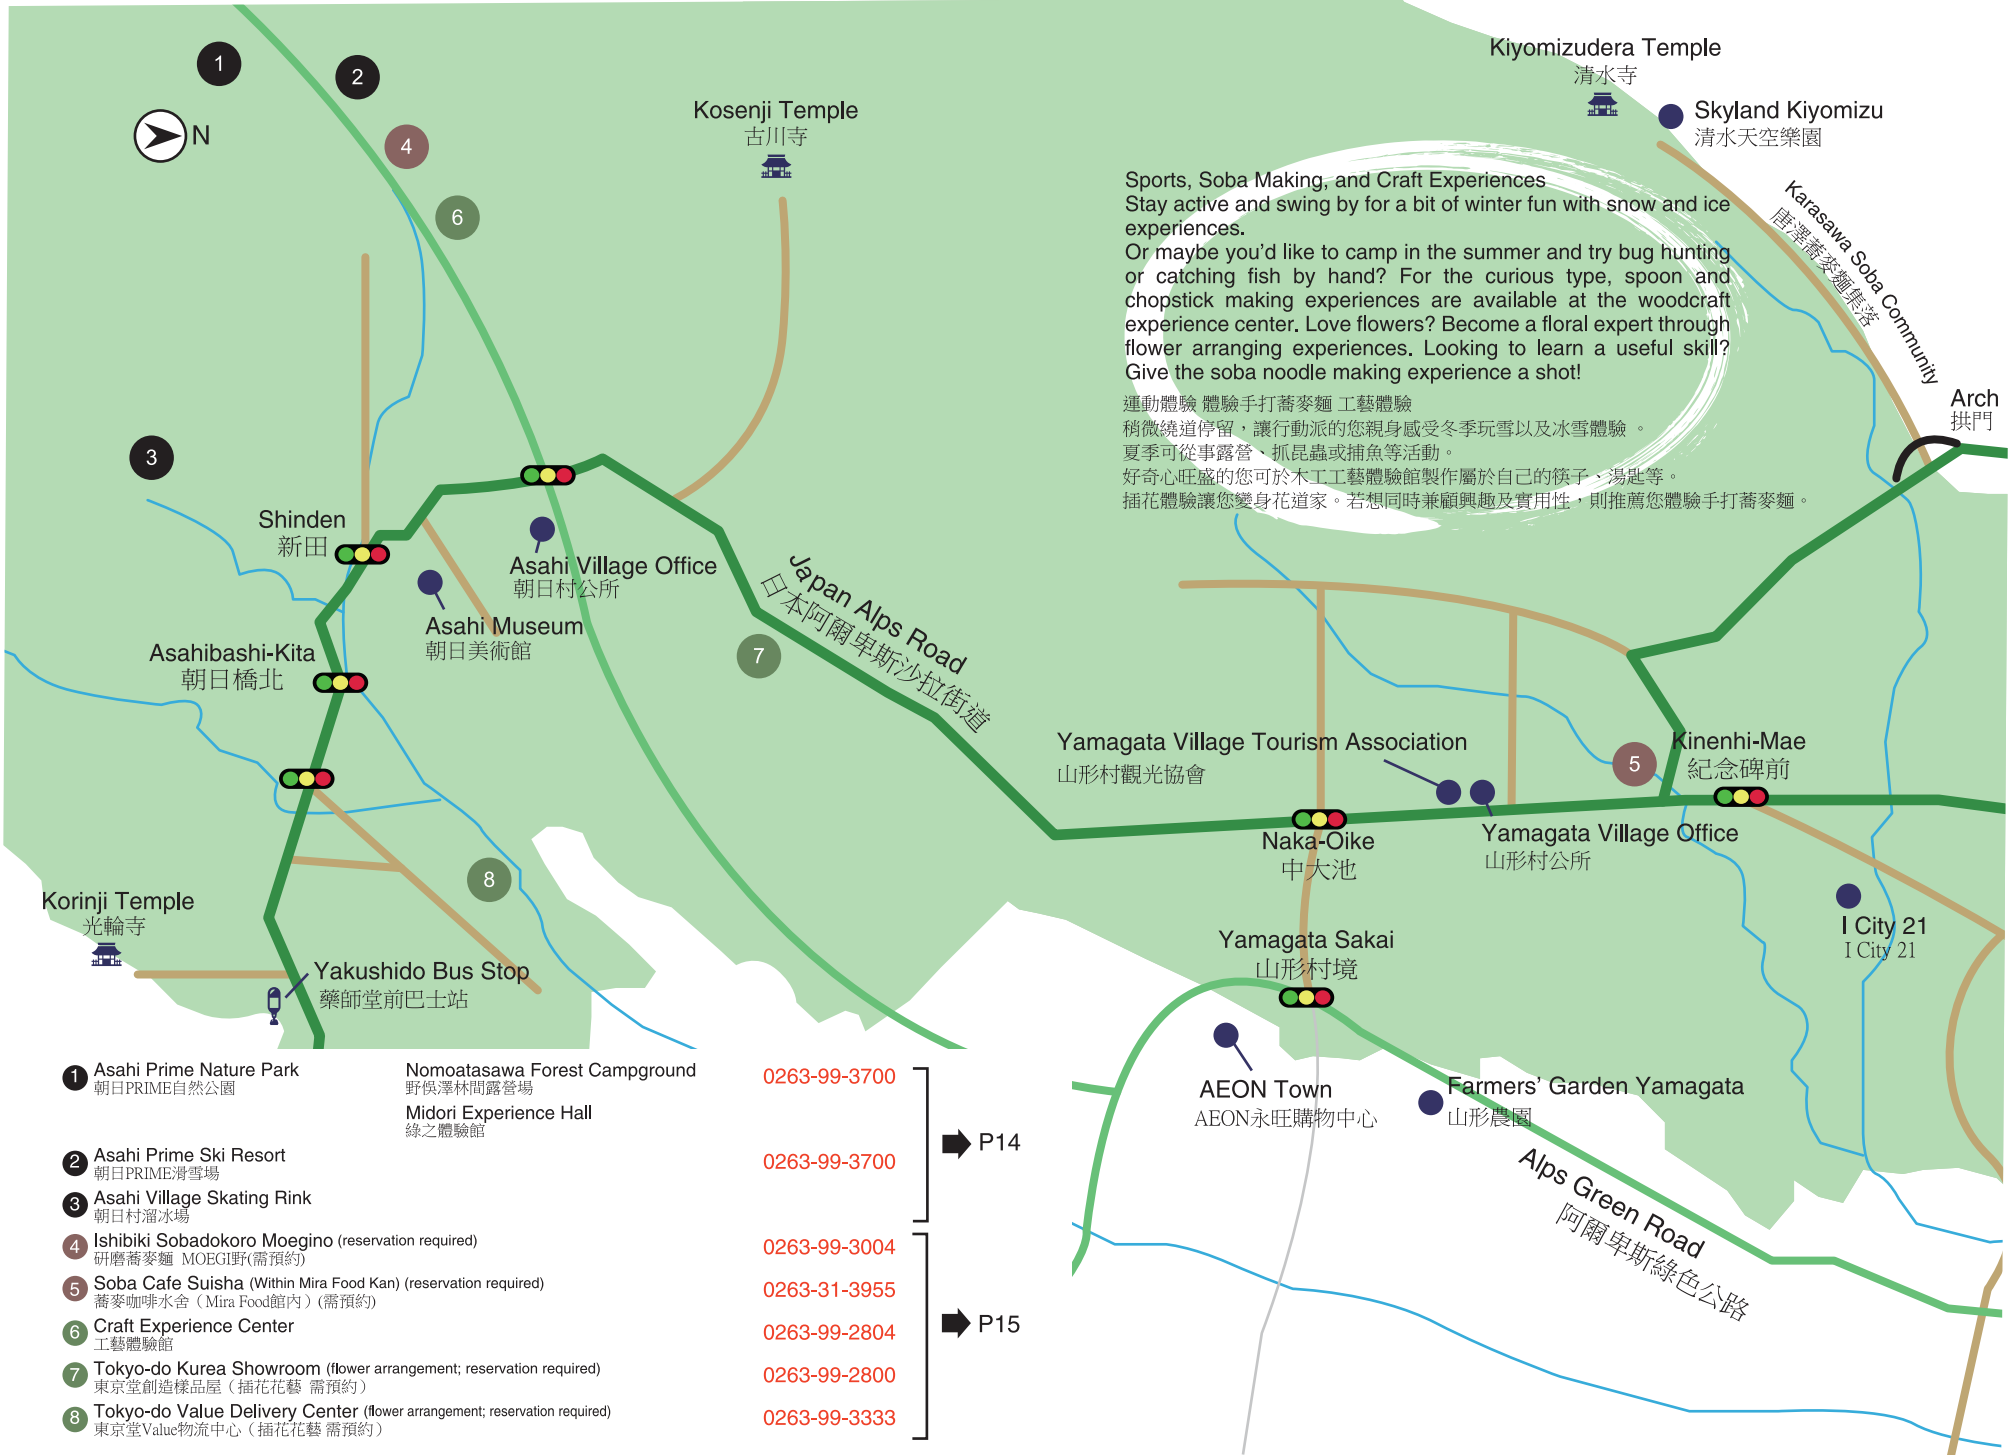 1
2
N
4
6
3
Kosenji Temple
古川寺
Kiyomizudera Temple
清水寺
Skyland Kiyomizu
清水天空樂園
Karasawa Soba Community
唐澤蕎麥麵集落
Arch
拱門
Sports, Soba Making, and Craft Experiences
Stay active and swing by for a bit of winter fun with snow and ice
experiences.
Or maybe you’d like to camp in the summer and try bug hunting
or catching fish by hand? For the curious type, spoon and
chopstick making experiences are available at the woodcraft
experience center. Love flowers? Become a floral expert through
flower arranging experiences. Looking to learn a useful skill?
Give the soba noodle making experience a shot!
運動體驗 體驗手打蕎麥麵 工藝體驗
稍微繞道停留，讓行動派的您親身感受冬季玩雪以及冰雪體驗 。
夏季可從事露營、抓昆蟲或捕魚等活動。
好奇心旺盛的您可於木工工藝體驗館製作屬於自己的筷子、湯匙等。
插花體驗讓您變身花道家。若想同時兼顧興趣及實用性，則推薦您體驗手打蕎麥麵。
Shinden
新田
Asahi Village Office
朝日村公所
Asahi Museum
朝日美術館
Asahibashi-Kita
朝日橋北
7
Japan Alps Road
日本阿爾卑斯沙拉街道
Yamagata Village Tourism Association
山形村觀光協會
5
Kinenhi-Mae
紀念碑前
Naka-Oike
中大池
Yamagata Village Office
山形村公所
8
Korinji Temple
光輪寺
Yakushido Bus Stop
藥師堂前巴士站
Yamagata Sakai
山形村境
I City 21
I City 21
AEON Town
AEON永旺購物中心
Farmers’ Garden Yamagata
山形農園
Alps Green Road
阿爾卑斯綠色公路
1 Asahi Prime Nature Park
朝日PRIME自然公園
Nomoatasawa Forest Campground
野俁澤林間露營場
0263-99-3700
Midori Experience Hall
綠之體驗館
2 Asahi Prime Ski Resort
朝日PRIME滑雪場
0263-99-3700
3 Asahi Village Skating Rink
朝日村溜冰場
P14
4 Ishibiki Sobadokoro Moegino (reservation required)
研磨蕎麥麵 MOEGI野(需預約)
0263-99-3004
5 Soba Cafe Suisha (Within Mira Food Kan) (reservation required)
蕎麥咖啡水舍（Mira Food館內）(需預約)
0263-31-3955
6 Craft Experience Center
工藝體驗館
0263-99-2804
7 Tokyo-do Kurea Showroom (flower arrangement; reservation required)
東京堂創造樣品屋（插花花藝 需預約）
0263-99-2800
8 Tokyo-do Value Delivery Center (flower arrangement; reservation required)
東京堂Value物流中心（插花花藝 需預約）
0263-99-3333
P15